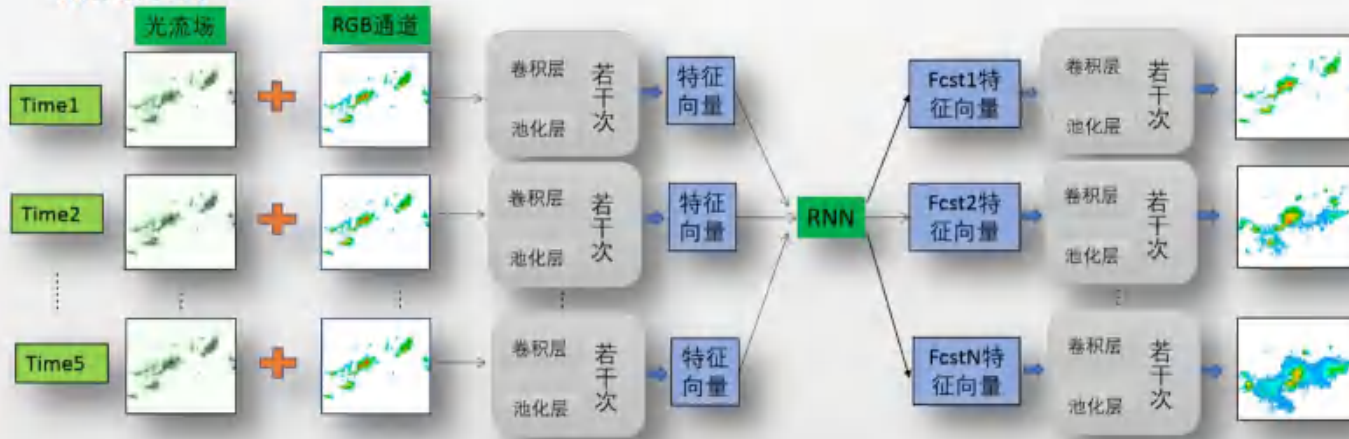 光流场
RGB通道
Time1
卷积层
池化层
若干次
特征
向量
Fcst1特
征向量
卷积层
池化层
若干次
Time2
卷积层
池化层
若干次
特征
向量
RNN
Fcst2特
征向量
卷积层
池化层
若干次
Time5
卷积层
池化层
若干次
特征
向量
FcstN特
征向量
卷积层
池化层
若干次